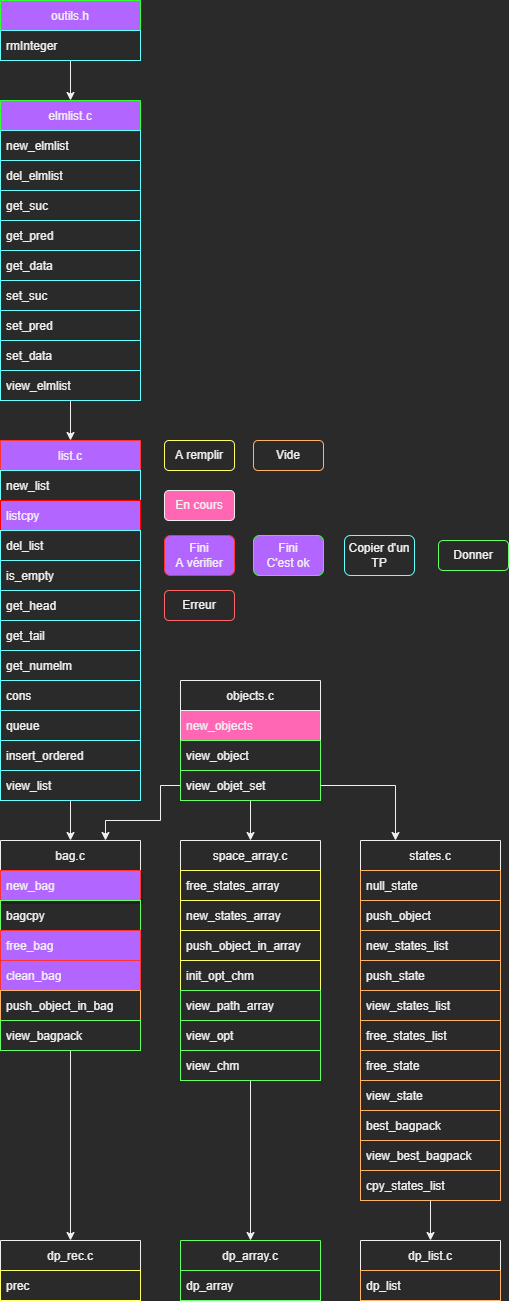 outils.h
rmInteger
elmlist.c
new_elmlist
del_elmlist
get_suc
get_pred
get_data
set_suc
set_pred
set_data
view_elmlist
list.c
new_list
listcpy
del_list
is_empty
get_head
get_tail
get_numelm
cons
queue
insert_ordered
view_list
A remplir
Vide
En cours
Fini
A vérifier
Fini
C'est ok
Copier d'un
TP
Donner
Erreur
objects.c
new_objects
view_object
view_objet_set
bag.c
new_bag
bagcpy
free_bag
clean_bag
push_object_in_bag
view_bagpack
space_array.c
free_states_array
new_states_array
push_object_in_array
init_opt_chm
view_path_array
view_opt
view_chm
states.c
null_state
push_object
new_states_list
push_state
view_states_list
free_states_list
free_state
view_state
best_bagpack
view_best_bagpack
cpy_states_list
dp_rec.c
prec
dp_array.c
dp_array
dp_list.c
dp_list